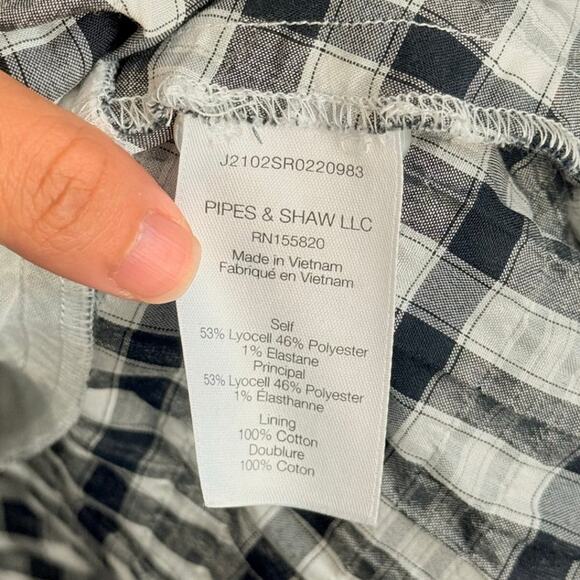 J2102SR0220983
PIPES & SHAW LLC
RN155820
Made in Vietnam
Fabriqué en Vietnam
Self
53% Lyocell 46% Polyester
1% Elastane
Principal
53% Lyocell 46% Polyester
1% Élasthanne
Lining
100% Cotton
Doublure
100% Coton